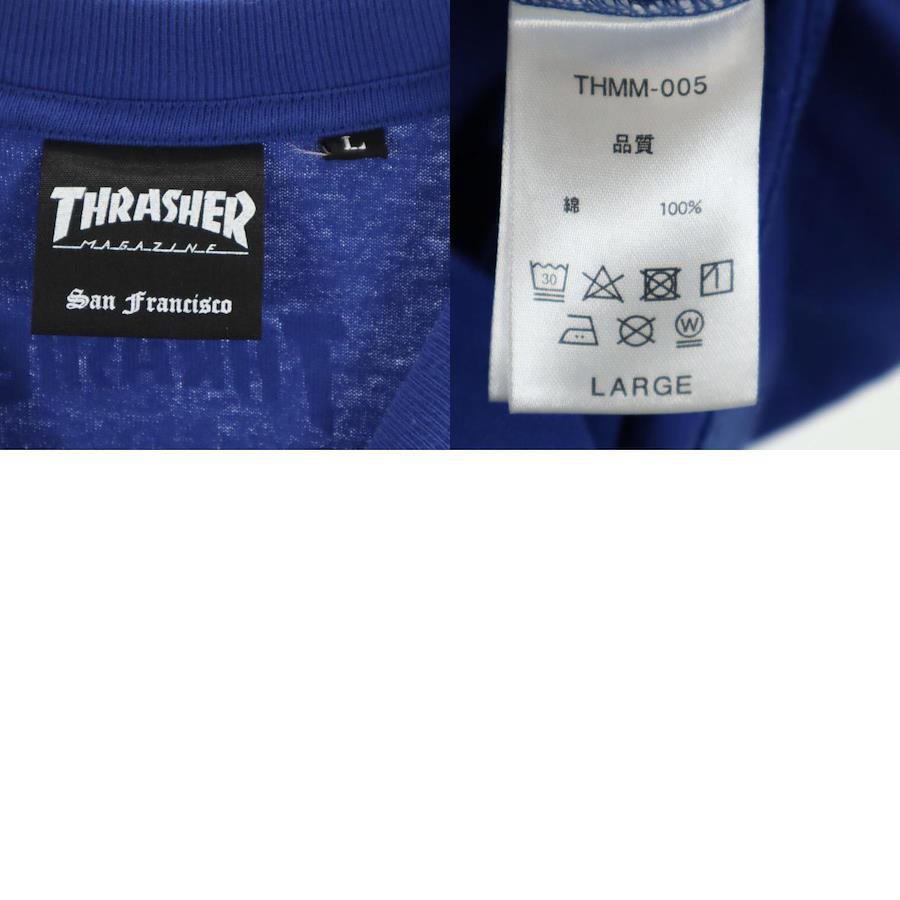 THRASHER
MAGAZINE
San Francisco
L
THMM-005
品質
綿 100%
30
W
LARGE